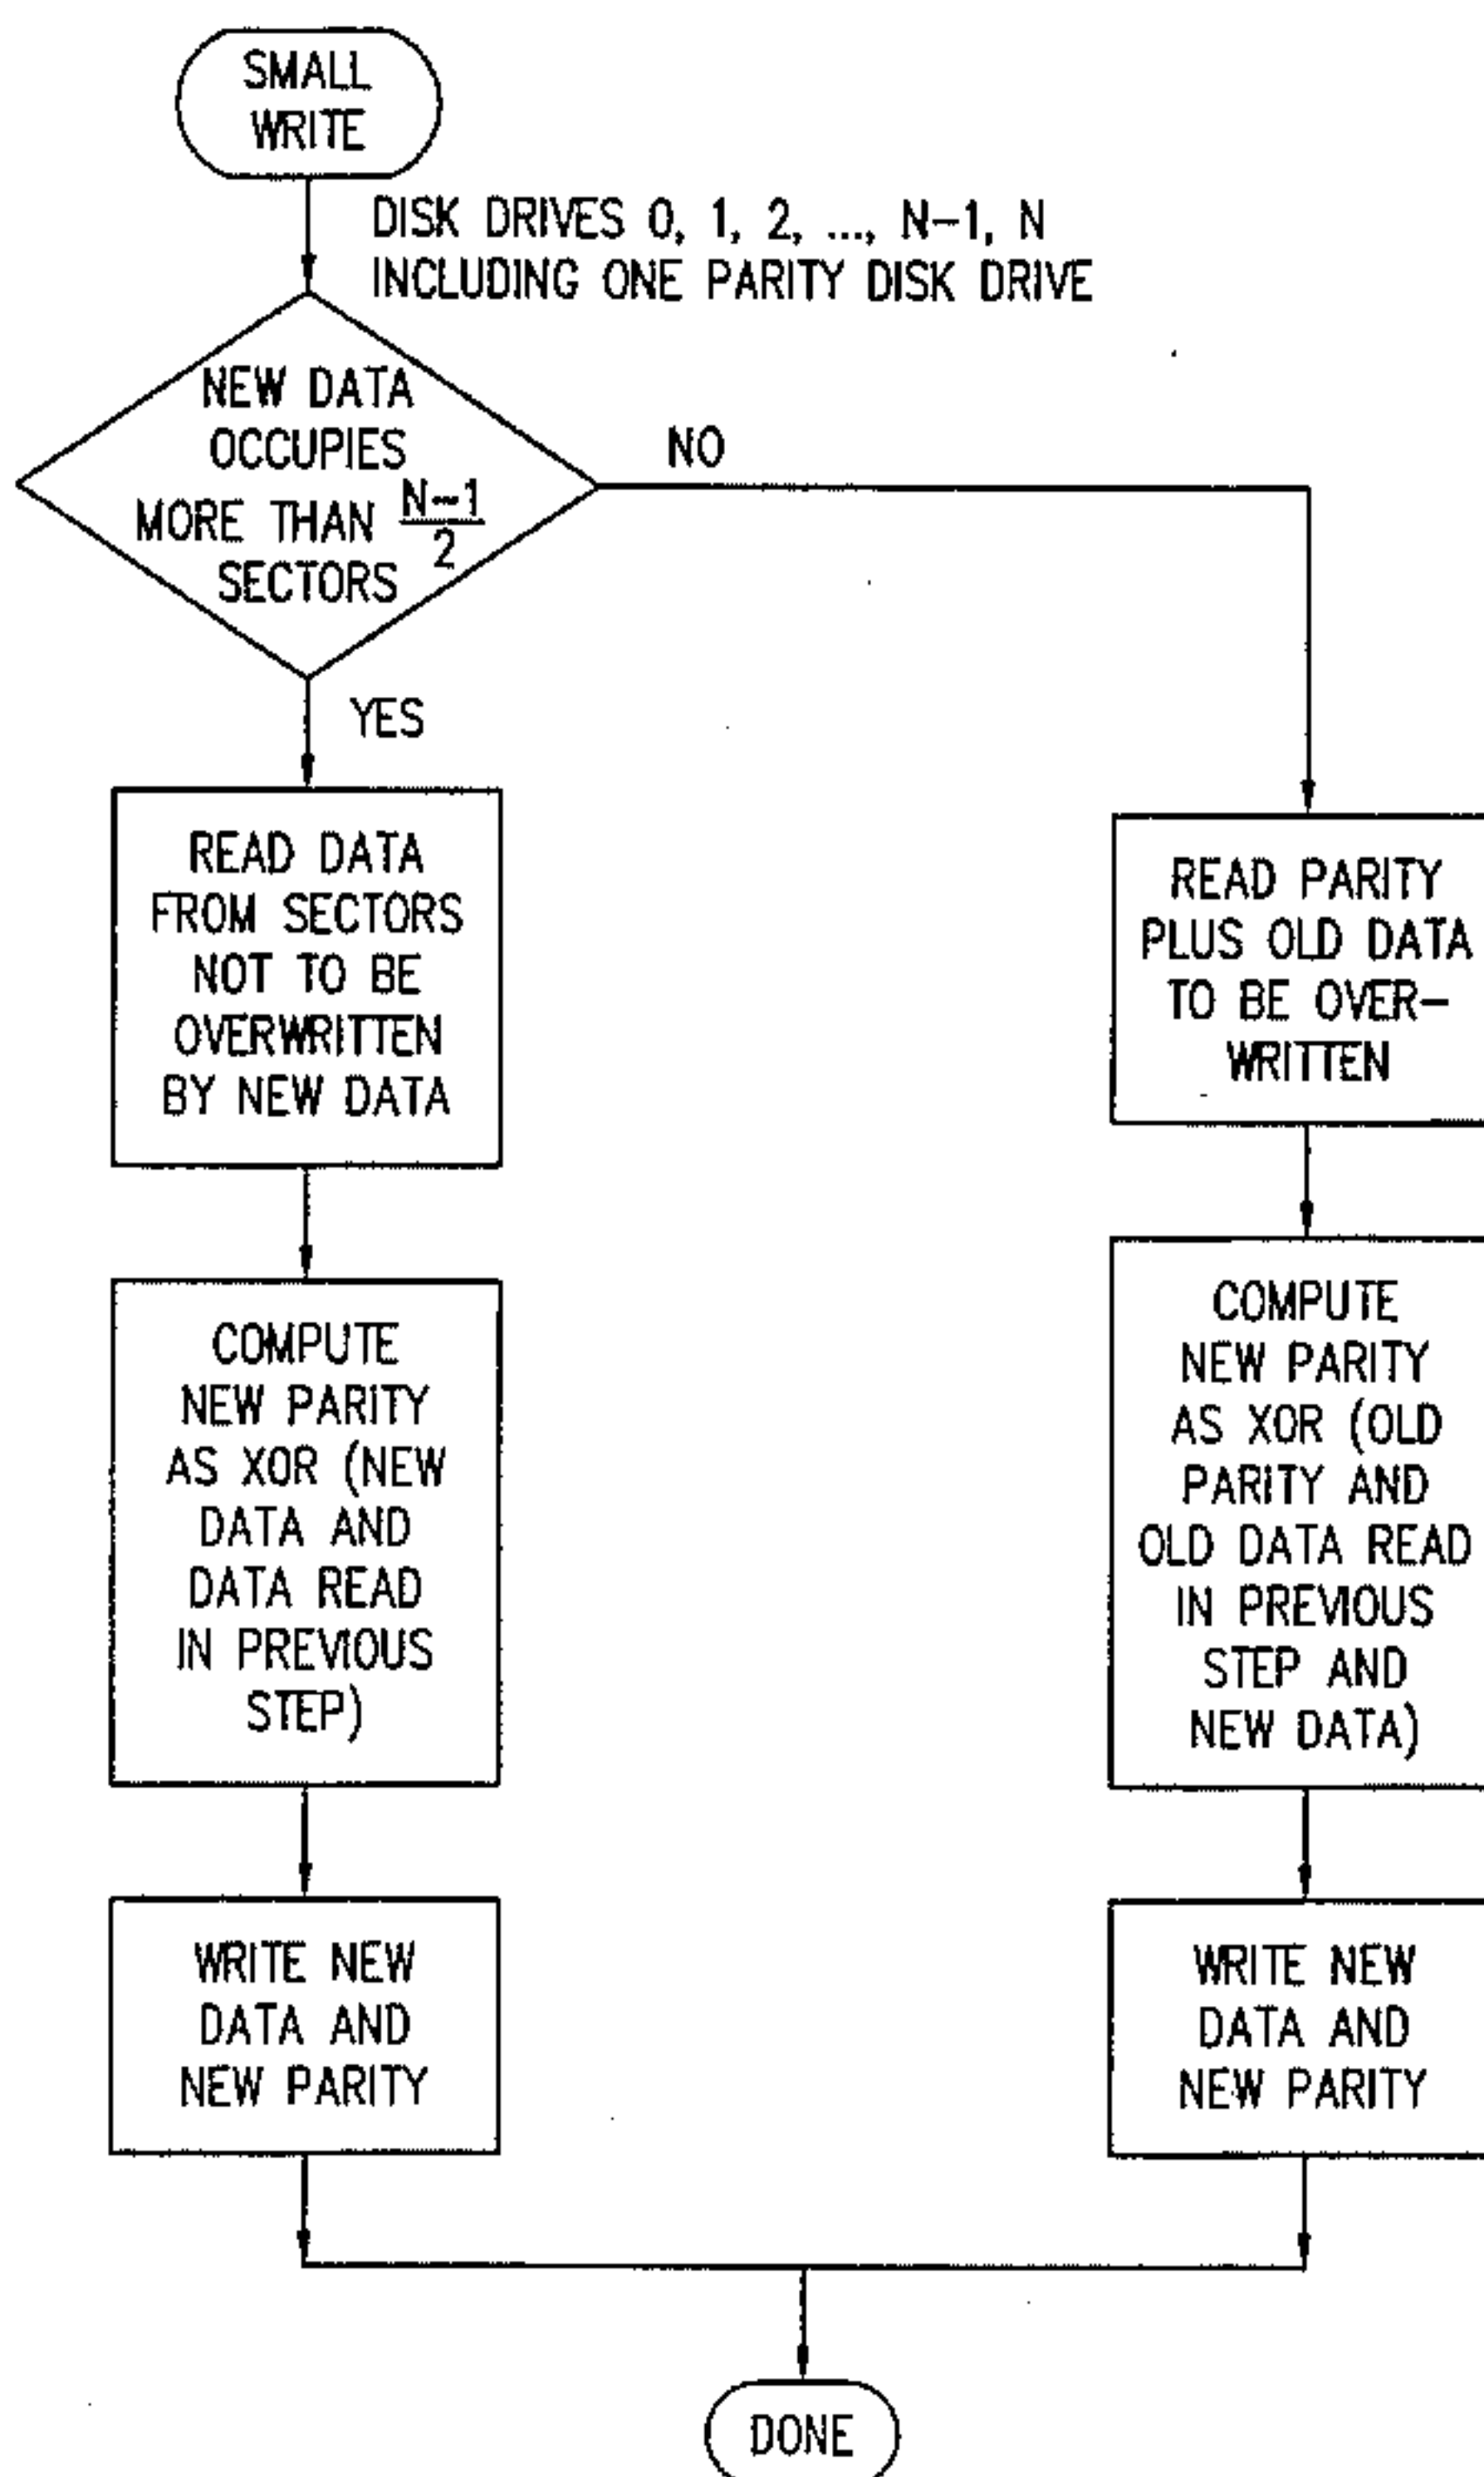 SMALL
WRITE
DISK DRIVES 0, 1, 2, ..., N-1, N
INCLUDING ONE PARITY DISK DRIVE
NEW DATA
OCCUPIES
MORE THAN N-1
2
SECTORS
NO
YES
READ DATA
FROM SECTORS
NOT TO BE
OVERWRITTEN
BY NEW DATA
COMPUTE
NEW PARITY
AS XOR (NEW
DATA AND
DATA READ
IN PREVIOUS
STEP)
WRITE NEW
DATA AND
NEW PARITY
READ PARITY
PLUS OLD DATA
TO BE OVER-
WRITTEN
COMPUTE
NEW PARITY
AS XOR (OLD
PARITY AND
OLD DATA READ
IN PREVIOUS
STEP AND
NEW DATA)
WRITE NEW
DATA AND
NEW PARITY
DONE